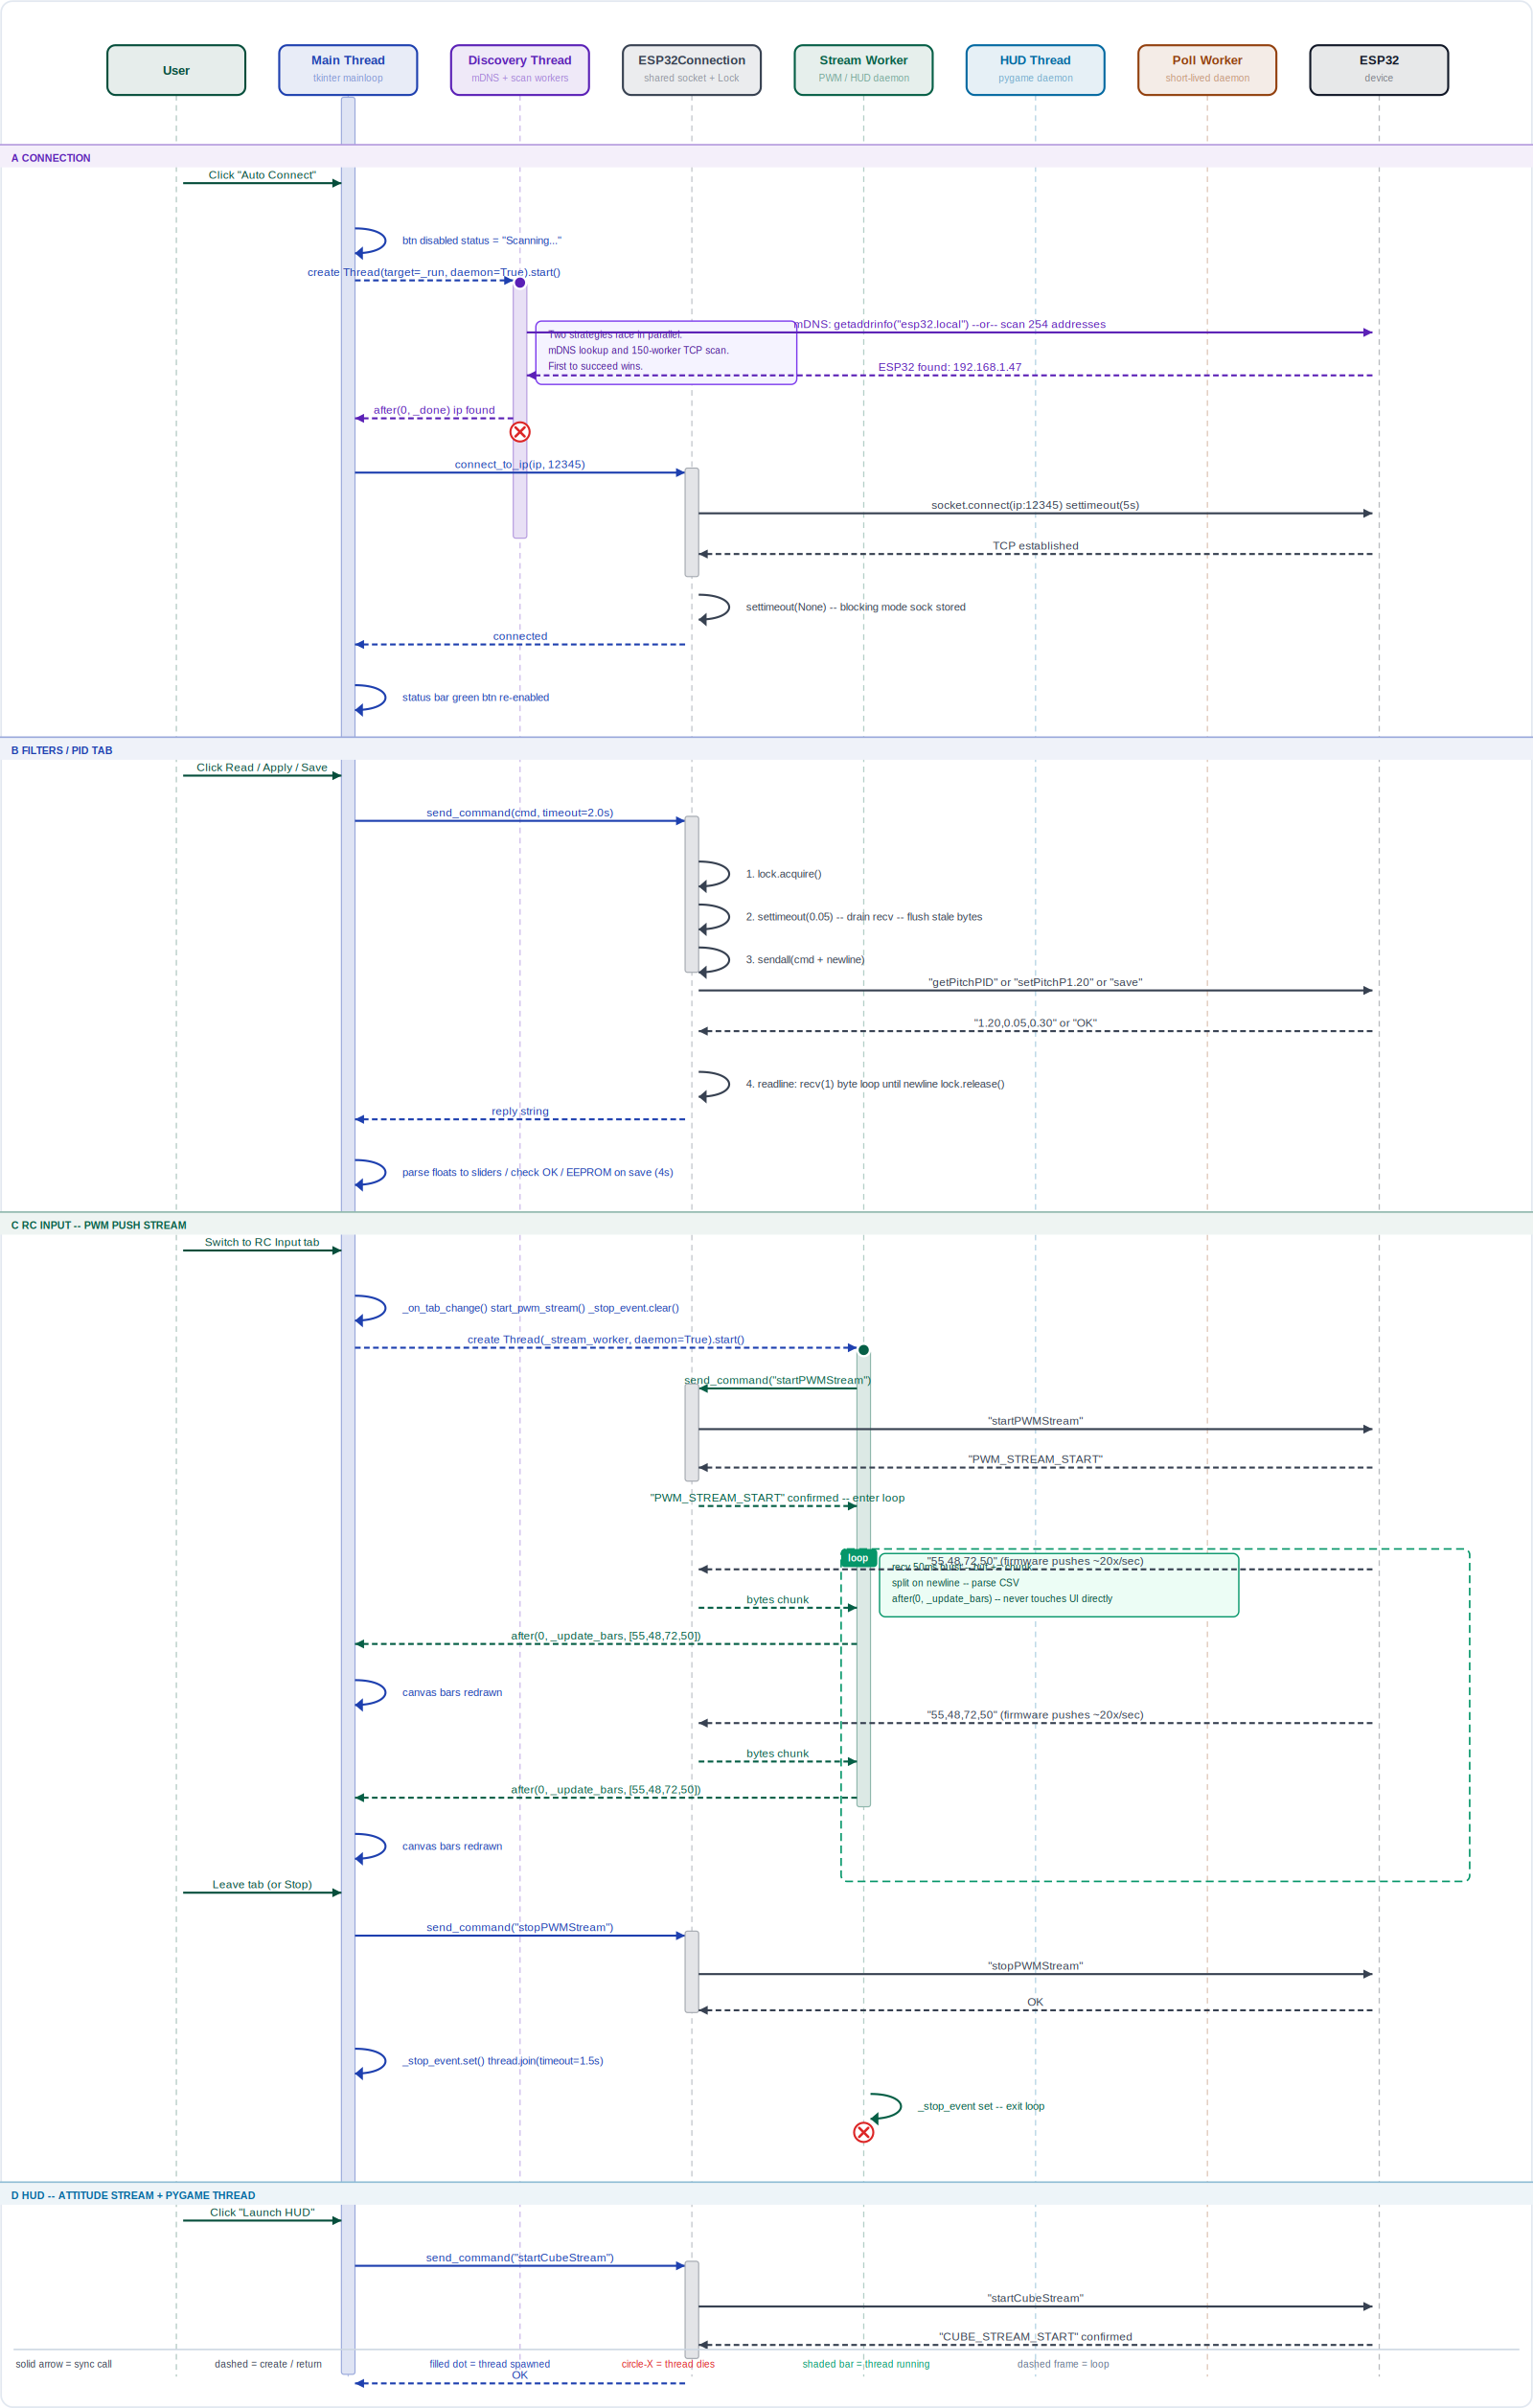 User
Main Thread
tkinter mainloop
Discovery Thread
mDNS + scan workers
ESP32Connection
shared socket + Lock
Stream Worker
PWM / HUD daemon
HUD Thread
pygame daemon
Poll Worker
short-lived daemon
ESP32
device
A CONNECTION
Click "Auto Connect"
btn disabled status = "Scanning..."
create Thread(target=_run, daemon=True).start()
mDNS: getaddrinfo("esp32.local") --or-- scan 254 addresses
Two strategies race in parallel.
mDNS lookup and 150-worker TCP scan.
First to succeed wins.
ESP32 found: 192.168.1.47
after(0, _done) ip found
connect_to_ip(ip, 12345)
socket.connect(ip:12345) settimeout(5s)
TCP established
settimeout(None) -- blocking mode sock stored
connected
status bar green btn re-enabled
B FILTERS / PID TAB
Click Read / Apply / Save
send_command(cmd, timeout=2.0s)
1. lock.acquire()
2. settimeout(0.05) -- drain recv -- flush stale bytes
3. sendall(cmd + newline)
"getPitchPID" or "setPitchP1.20" or "save"
"1.20,0.05,0.30" or "OK"
4. readline: recv(1) byte loop until newline lock.release()
reply string
parse floats to sliders / check OK / EEPROM on save (4s)
C RC INPUT -- PWM PUSH STREAM
Switch to RC Input tab
_on_tab_change() start_pwm_stream() _stop_event.clear()
create Thread(_stream_worker, daemon=True).start()
send_command("startPWMStream")
"startPWMStream"
"PWM_STREAM_START"
"PWM_STREAM_START" confirmed -- enter loop
loop
"55,48,72,50" (firmware pushes ~20x/sec)
recv 50ms burst -- buf += chunk
split on newline -- parse CSV
after(0, _update_bars) -- never touches UI directly
bytes chunk
after(0, _update_bars, [55,48,72,50])
canvas bars redrawn
"55,48,72,50" (firmware pushes ~20x/sec)
bytes chunk
after(0, _update_bars, [55,48,72,50])
canvas bars redrawn
Leave tab (or Stop)
send_command("stopPWMStream")
"stopPWMStream"
OK
_stop_event.set() thread.join(timeout=1.5s)
_stop_event set -- exit loop
D HUD -- ATTITUDE STREAM + PYGAME THREAD
Click "Launch HUD"
send_command("startCubeStream")
"startCubeStream"
"CUBE_STREAM_START" confirmed
solid arrow = sync call
dashed = create / return
filled dot = thread spawned
circle-X = thread dies
shaded bar = thread running
dashed frame = loop
OK